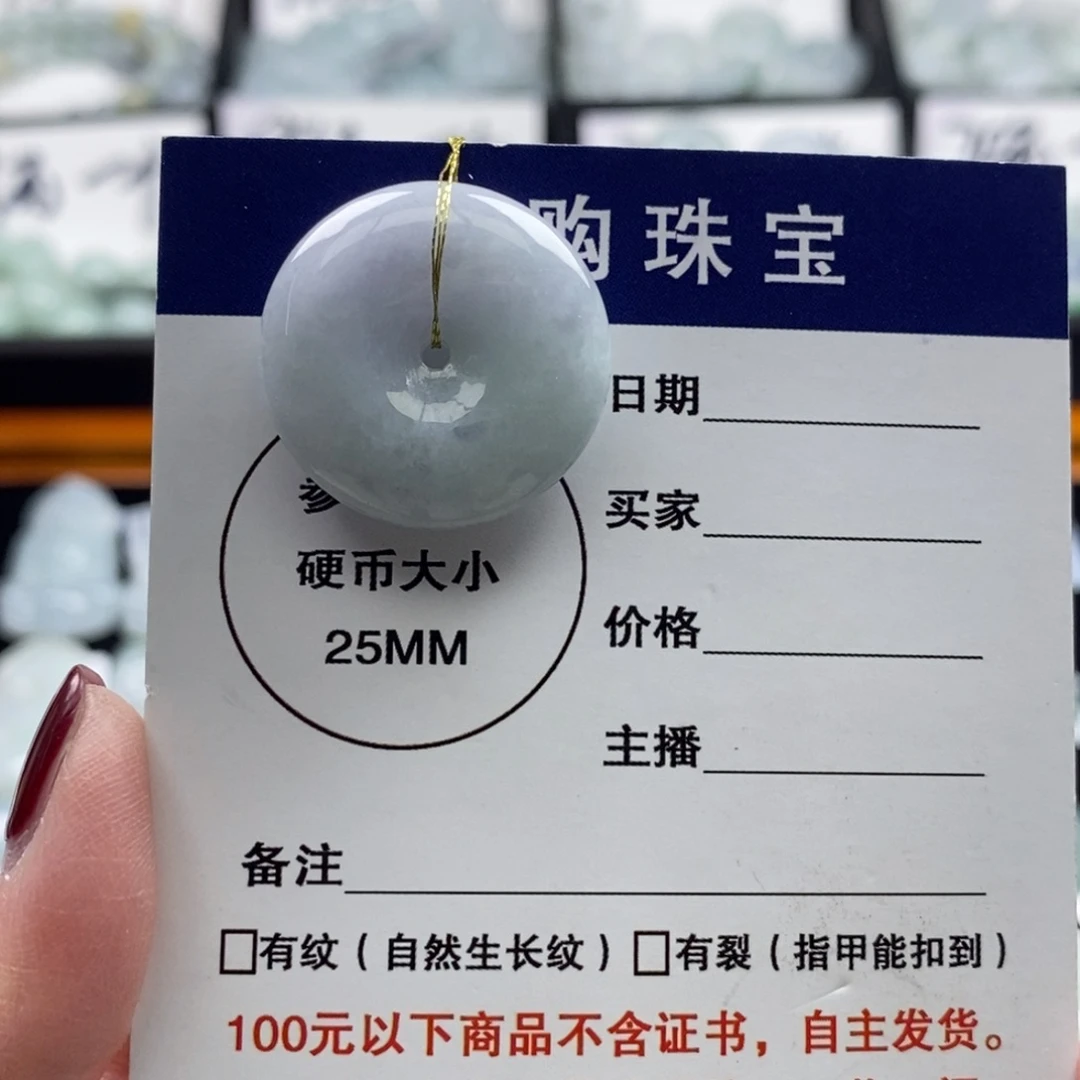 购珠宝
日期
参
买家
硬币大小
价格
25MM
主播
备注
□有纹（自然生长纹）□有裂（指甲能扣到）
100元以下商品不含证书，自主发货。